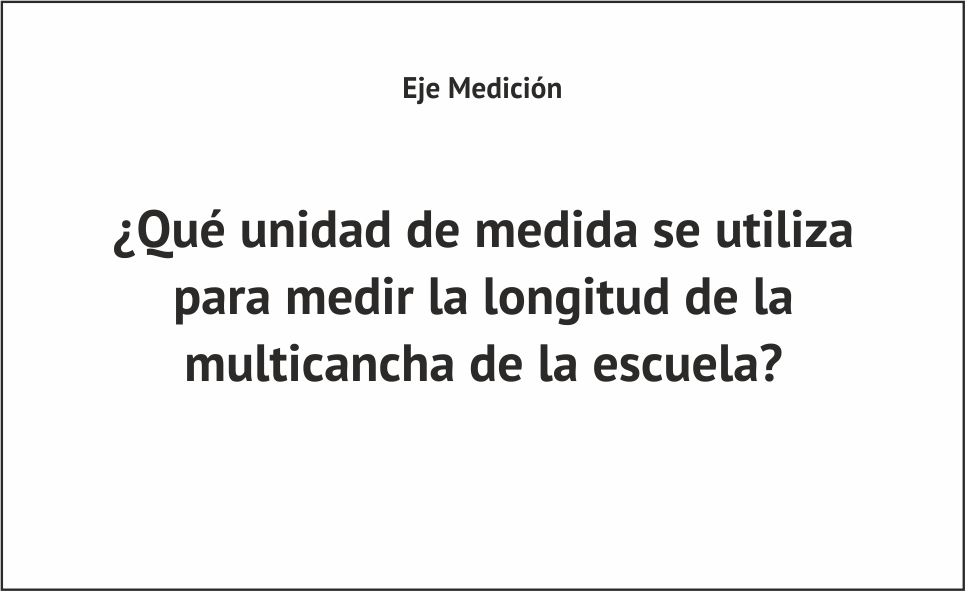 Eje Medición
¿Qué unidad de medida se utiliza
para medir la longitud de la
multicancha de la escuela?